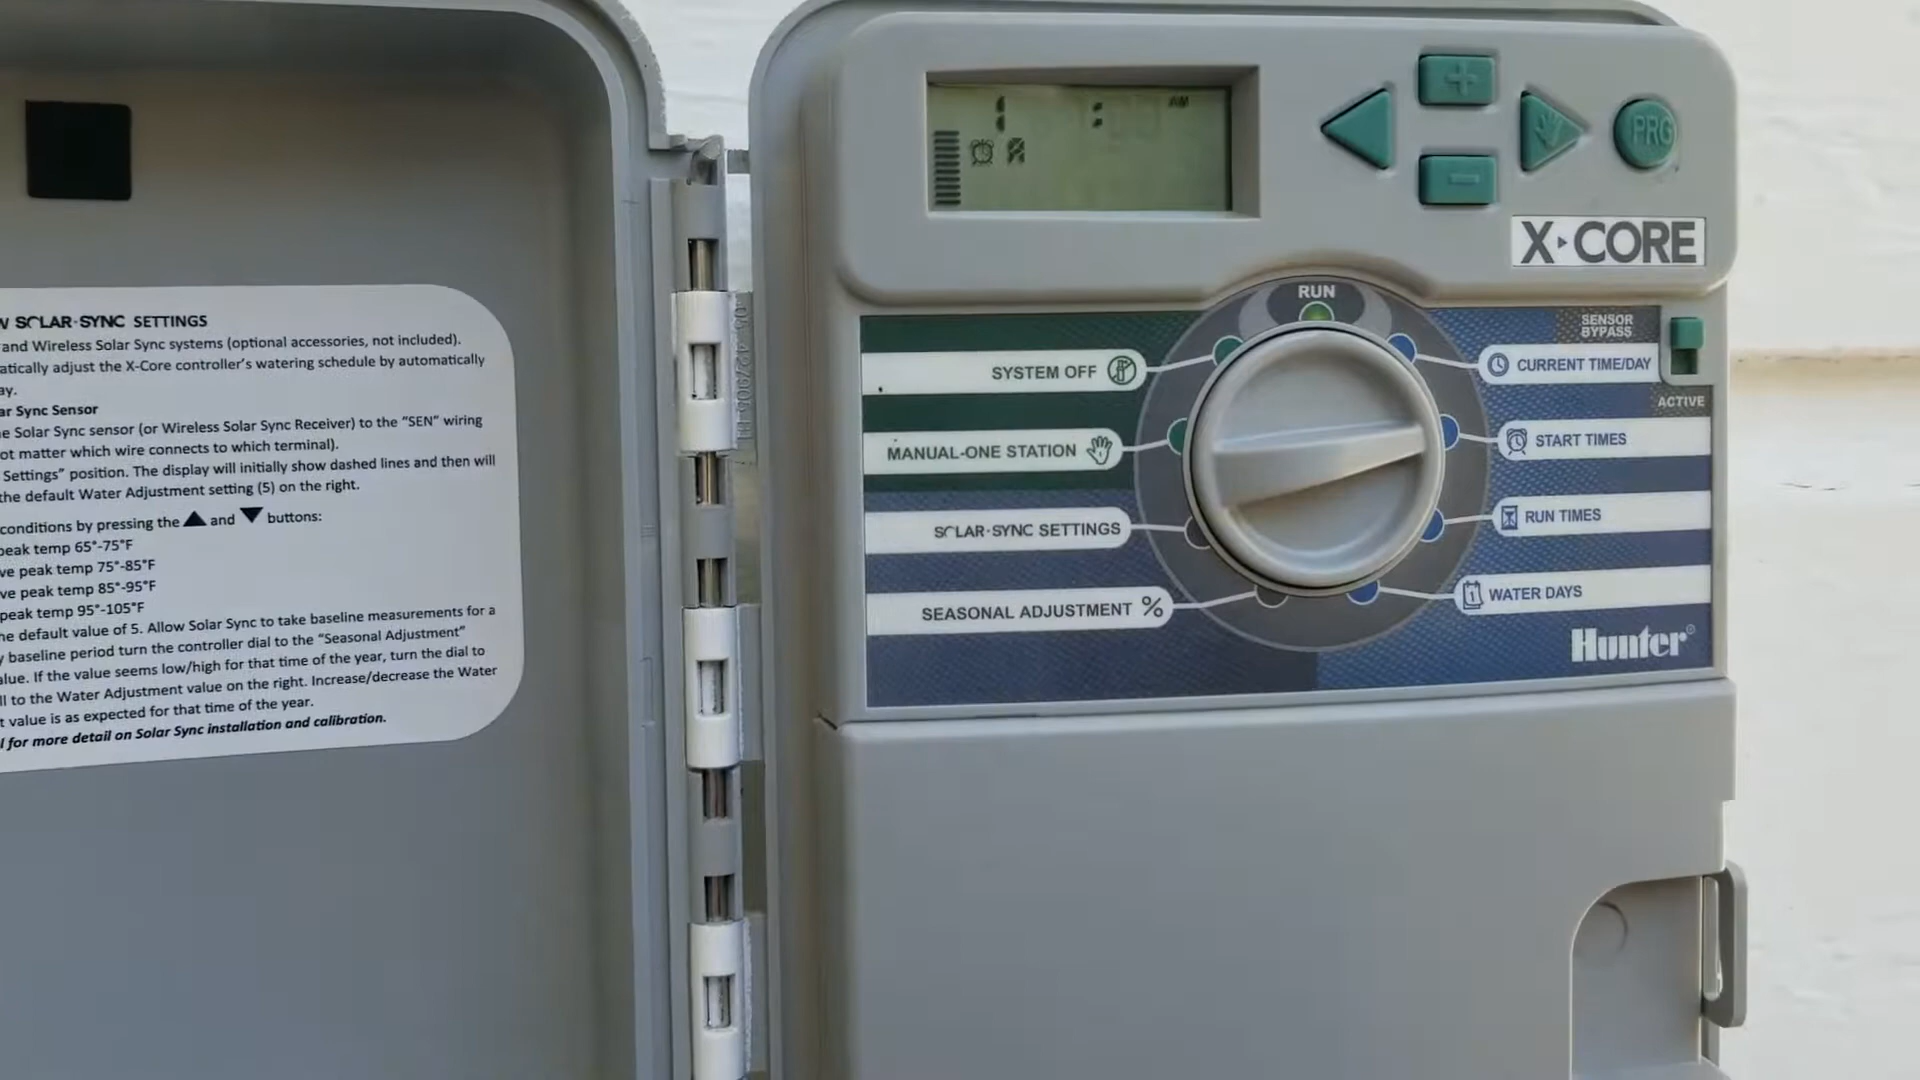 W SOLAR·SYNC SETTINGS
and Wireless Solar Sync systems (optional accessories, not included).
atically adjust the X-Core controller's watering schedule by automatically
ay.
ar Sync Sensor
e Solar Sync sensor (or Wireless Solar Sync Receiver) to the "SEN" wiring
ot matter which wire connects to which terminal).
Settings" position. The display will initially show dashed lines and then will
the default Water Adjustment setting (5) on the right.
conditions by pressing the ▲ and ▼ buttons:
peak temp 65°-75°F
ve peak temp 75°-85°F
ve peak temp 85°-95°F
peak temp 95°-105°F
he default value of 5. Allow Solar Sync to take baseline measurements for a
y baseline period turn the controller dial to the "Seasonal Adjustment"
alue. If the value seems low/high for that time of the year, turn the dial to
ll to the Water Adjustment value on the right. Increase/decrease the Water
t value is as expected for that time of the year.
l for more detail on Solar Sync installation and calibration.
1 : AM
+
-
PRG
X-CORE
RUN
SENSOR
BYPASS
ACTIVE
SYSTEM OFF
MANUAL-ONE STATION
SOLAR·SYNC SETTINGS
SEASONAL ADJUSTMENT %
CURRENT TIME/DAY
START TIMES
RUN TIMES
1 WATER DAYS
Hunter®